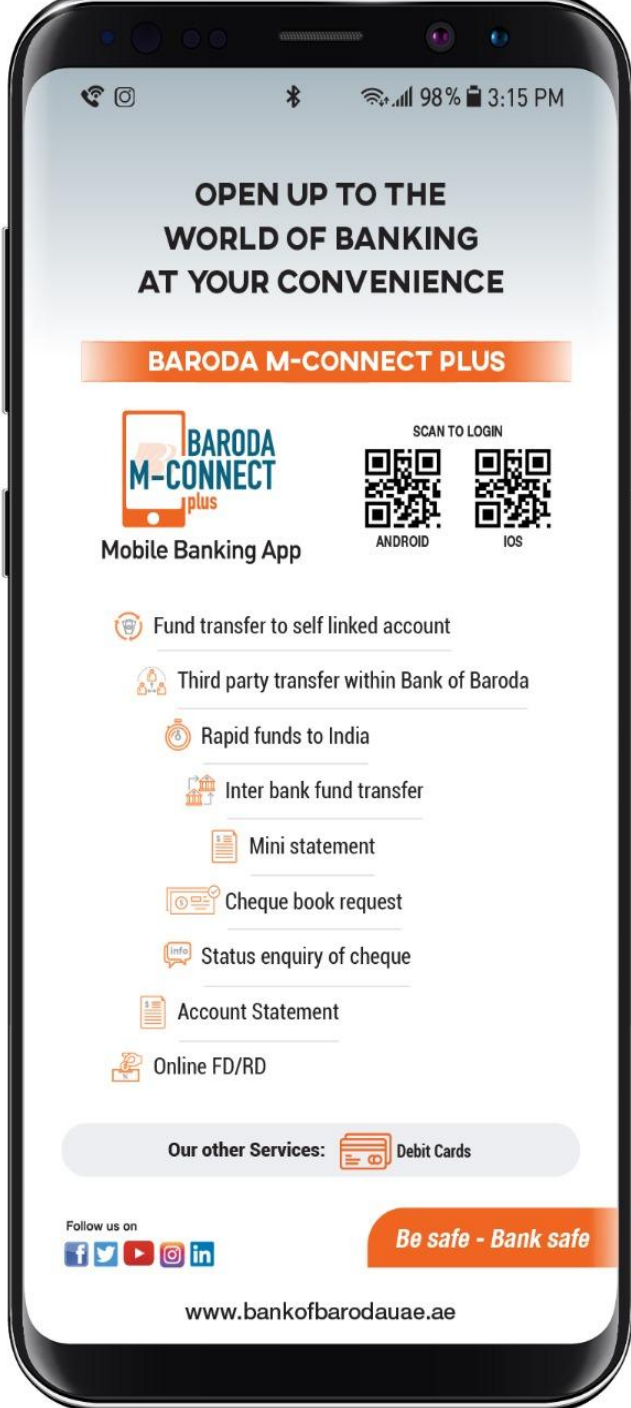 98% 3:15 PM
OPEN UP TO THE
WORLD OF BANKING
AT YOUR CONVENIENCE
BARODA M-CONNECT PLUS
BARODA
M-CONNECT
plus
Mobile Banking App
SCAN TO LOGIN
ANDROID
IOS
Fund transfer to self linked account
Third party transfer within Bank of Baroda
Rapid funds to India
Inter bank fund transfer
Mini statement
Cheque book request
info
Status enquiry of cheque
Account Statement
Online FD/RD
Our other Services: Debit Cards
Follow us on
Be safe - Bank safe
www.bankofbarodauae.ae